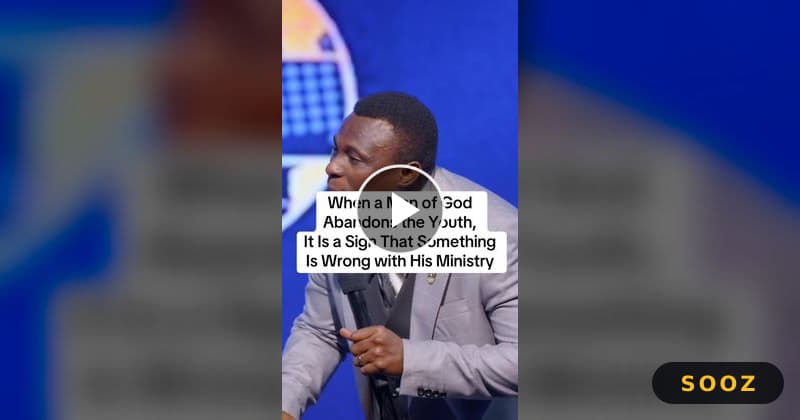 When a Man of God
Abandons the Youth,
It Is a Sign That Something
Is Wrong with His Ministry
SOOZ